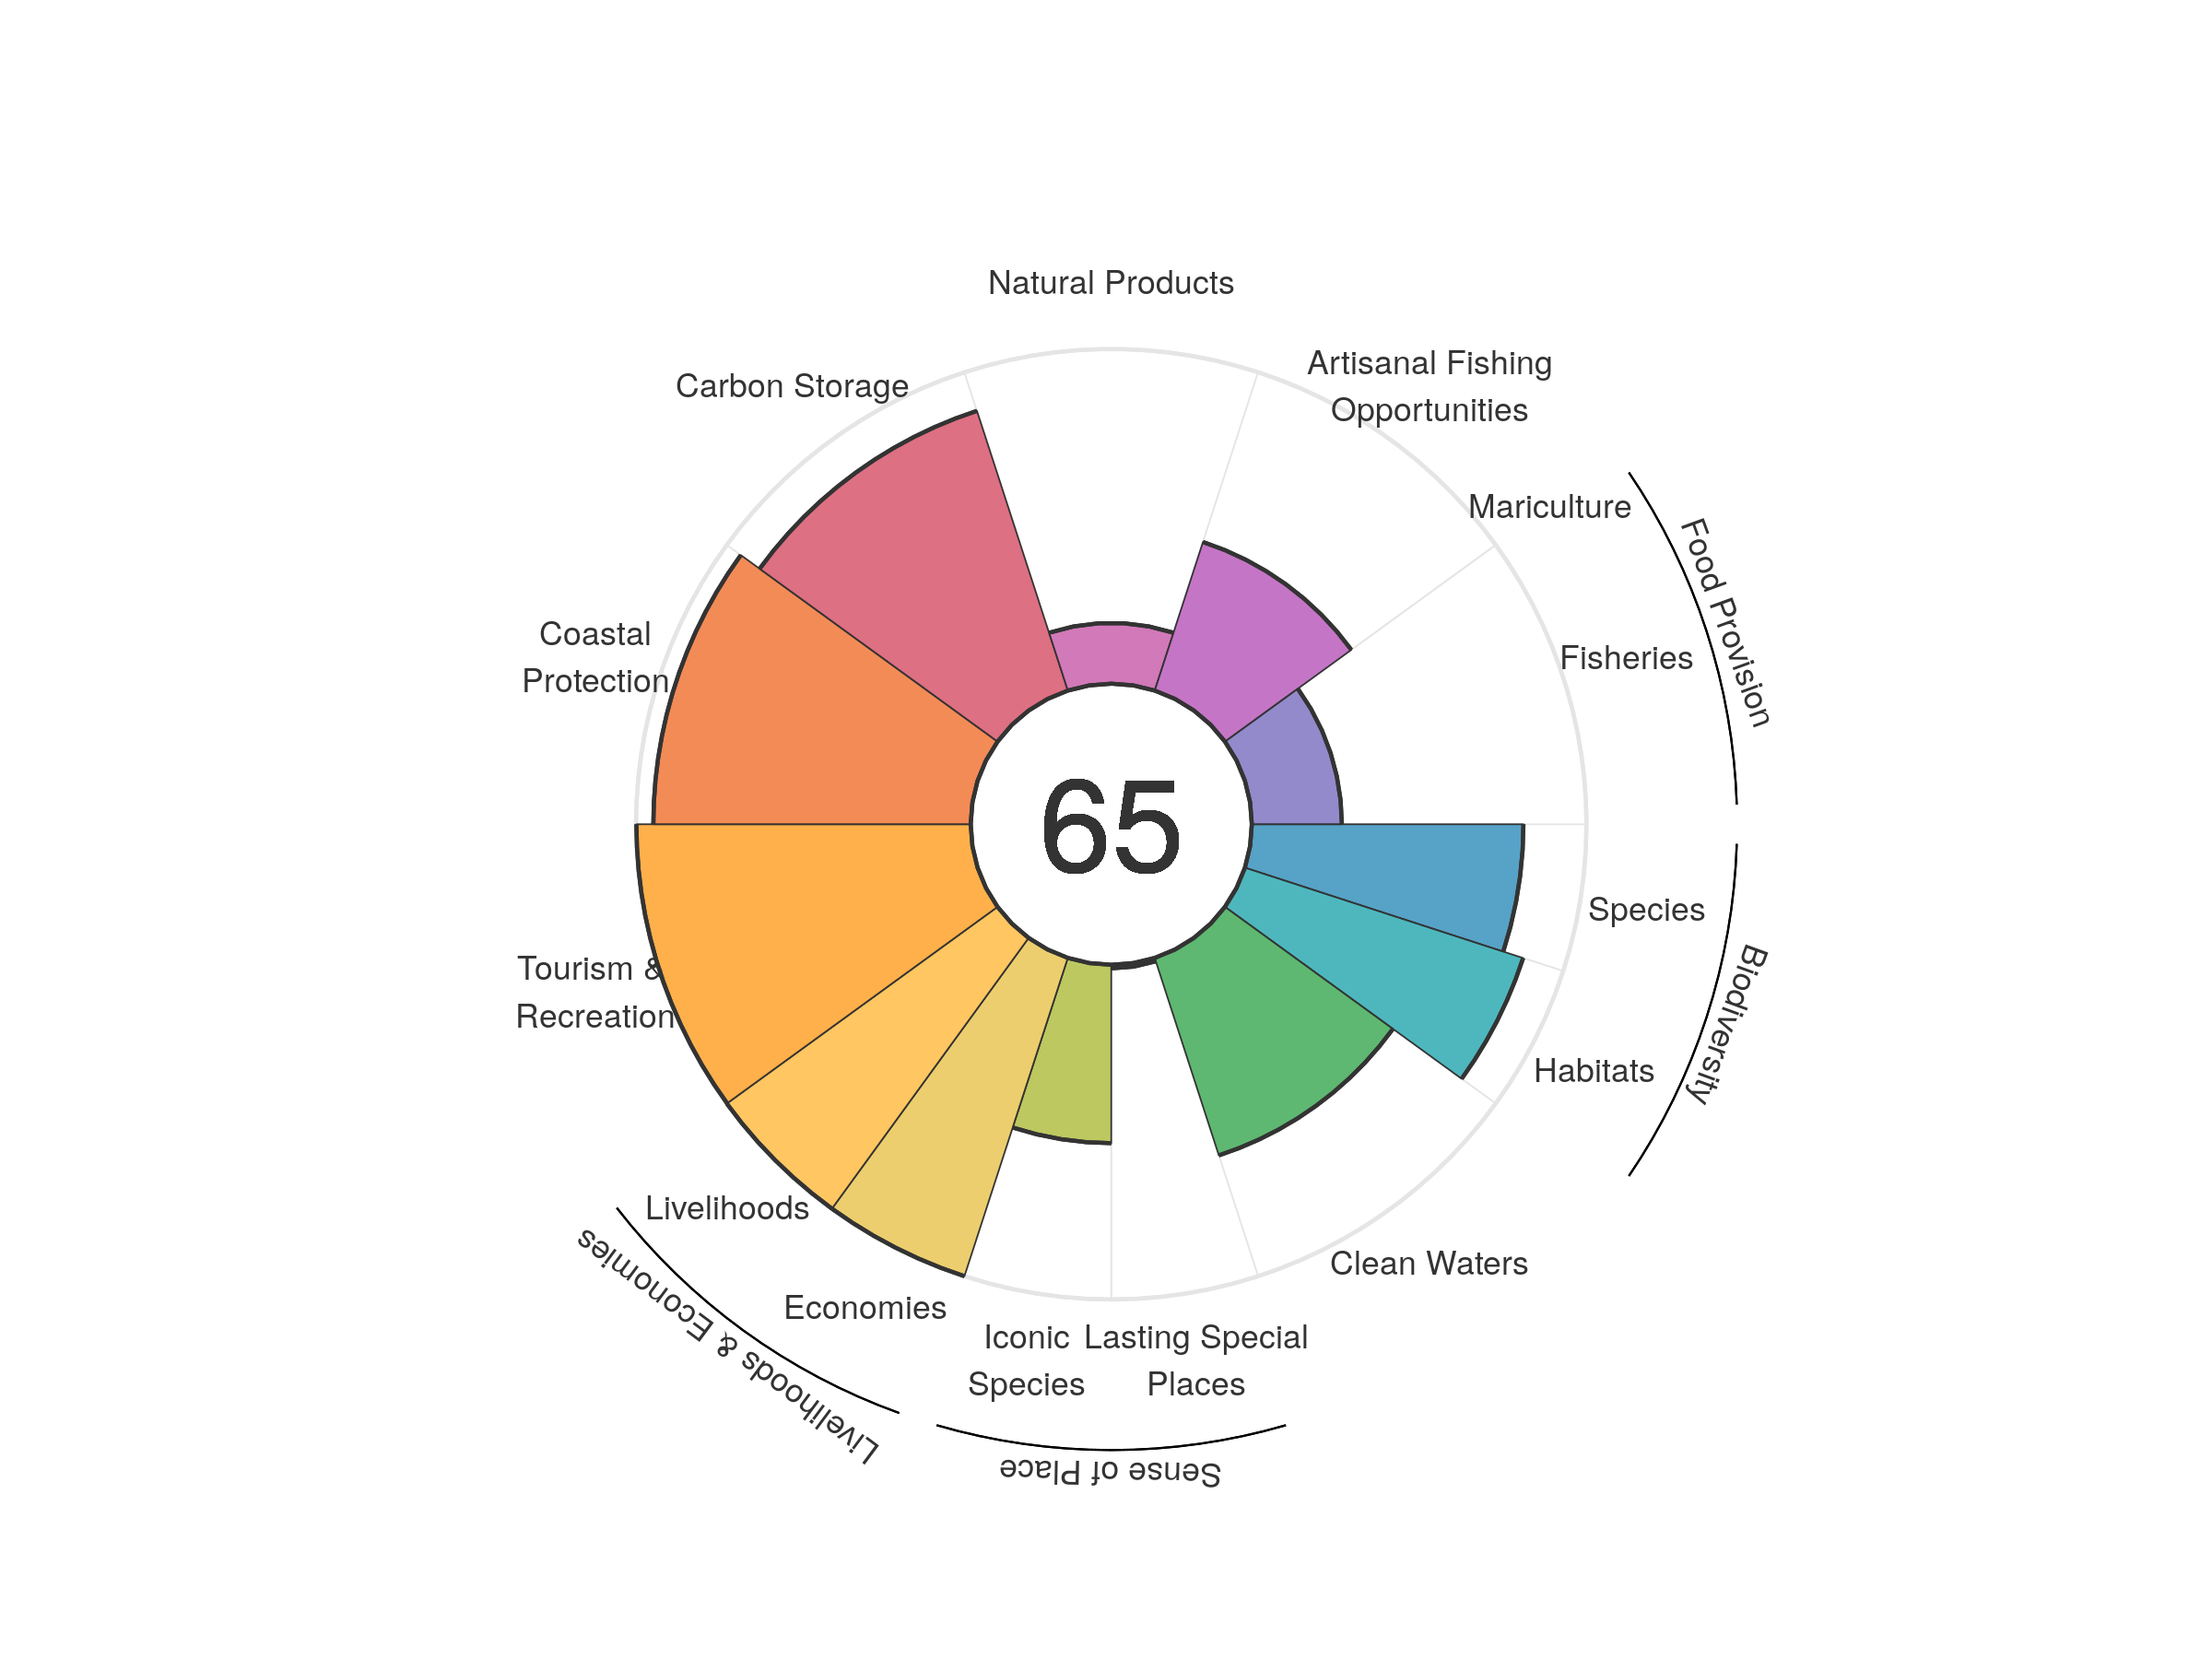 Natural Products
Artisanal Fishing
Opportunities
Carbon Storage
Mariculture
Food Provision
Fisheries
Coastal
Protection
65
Species
Biodiversity
Tourism &
Recreation
Habitats
Livelihoods
Clean Waters
Economies
Livelihoods & Economies
Iconic
Species
Lasting Special
Places
Sense of Place